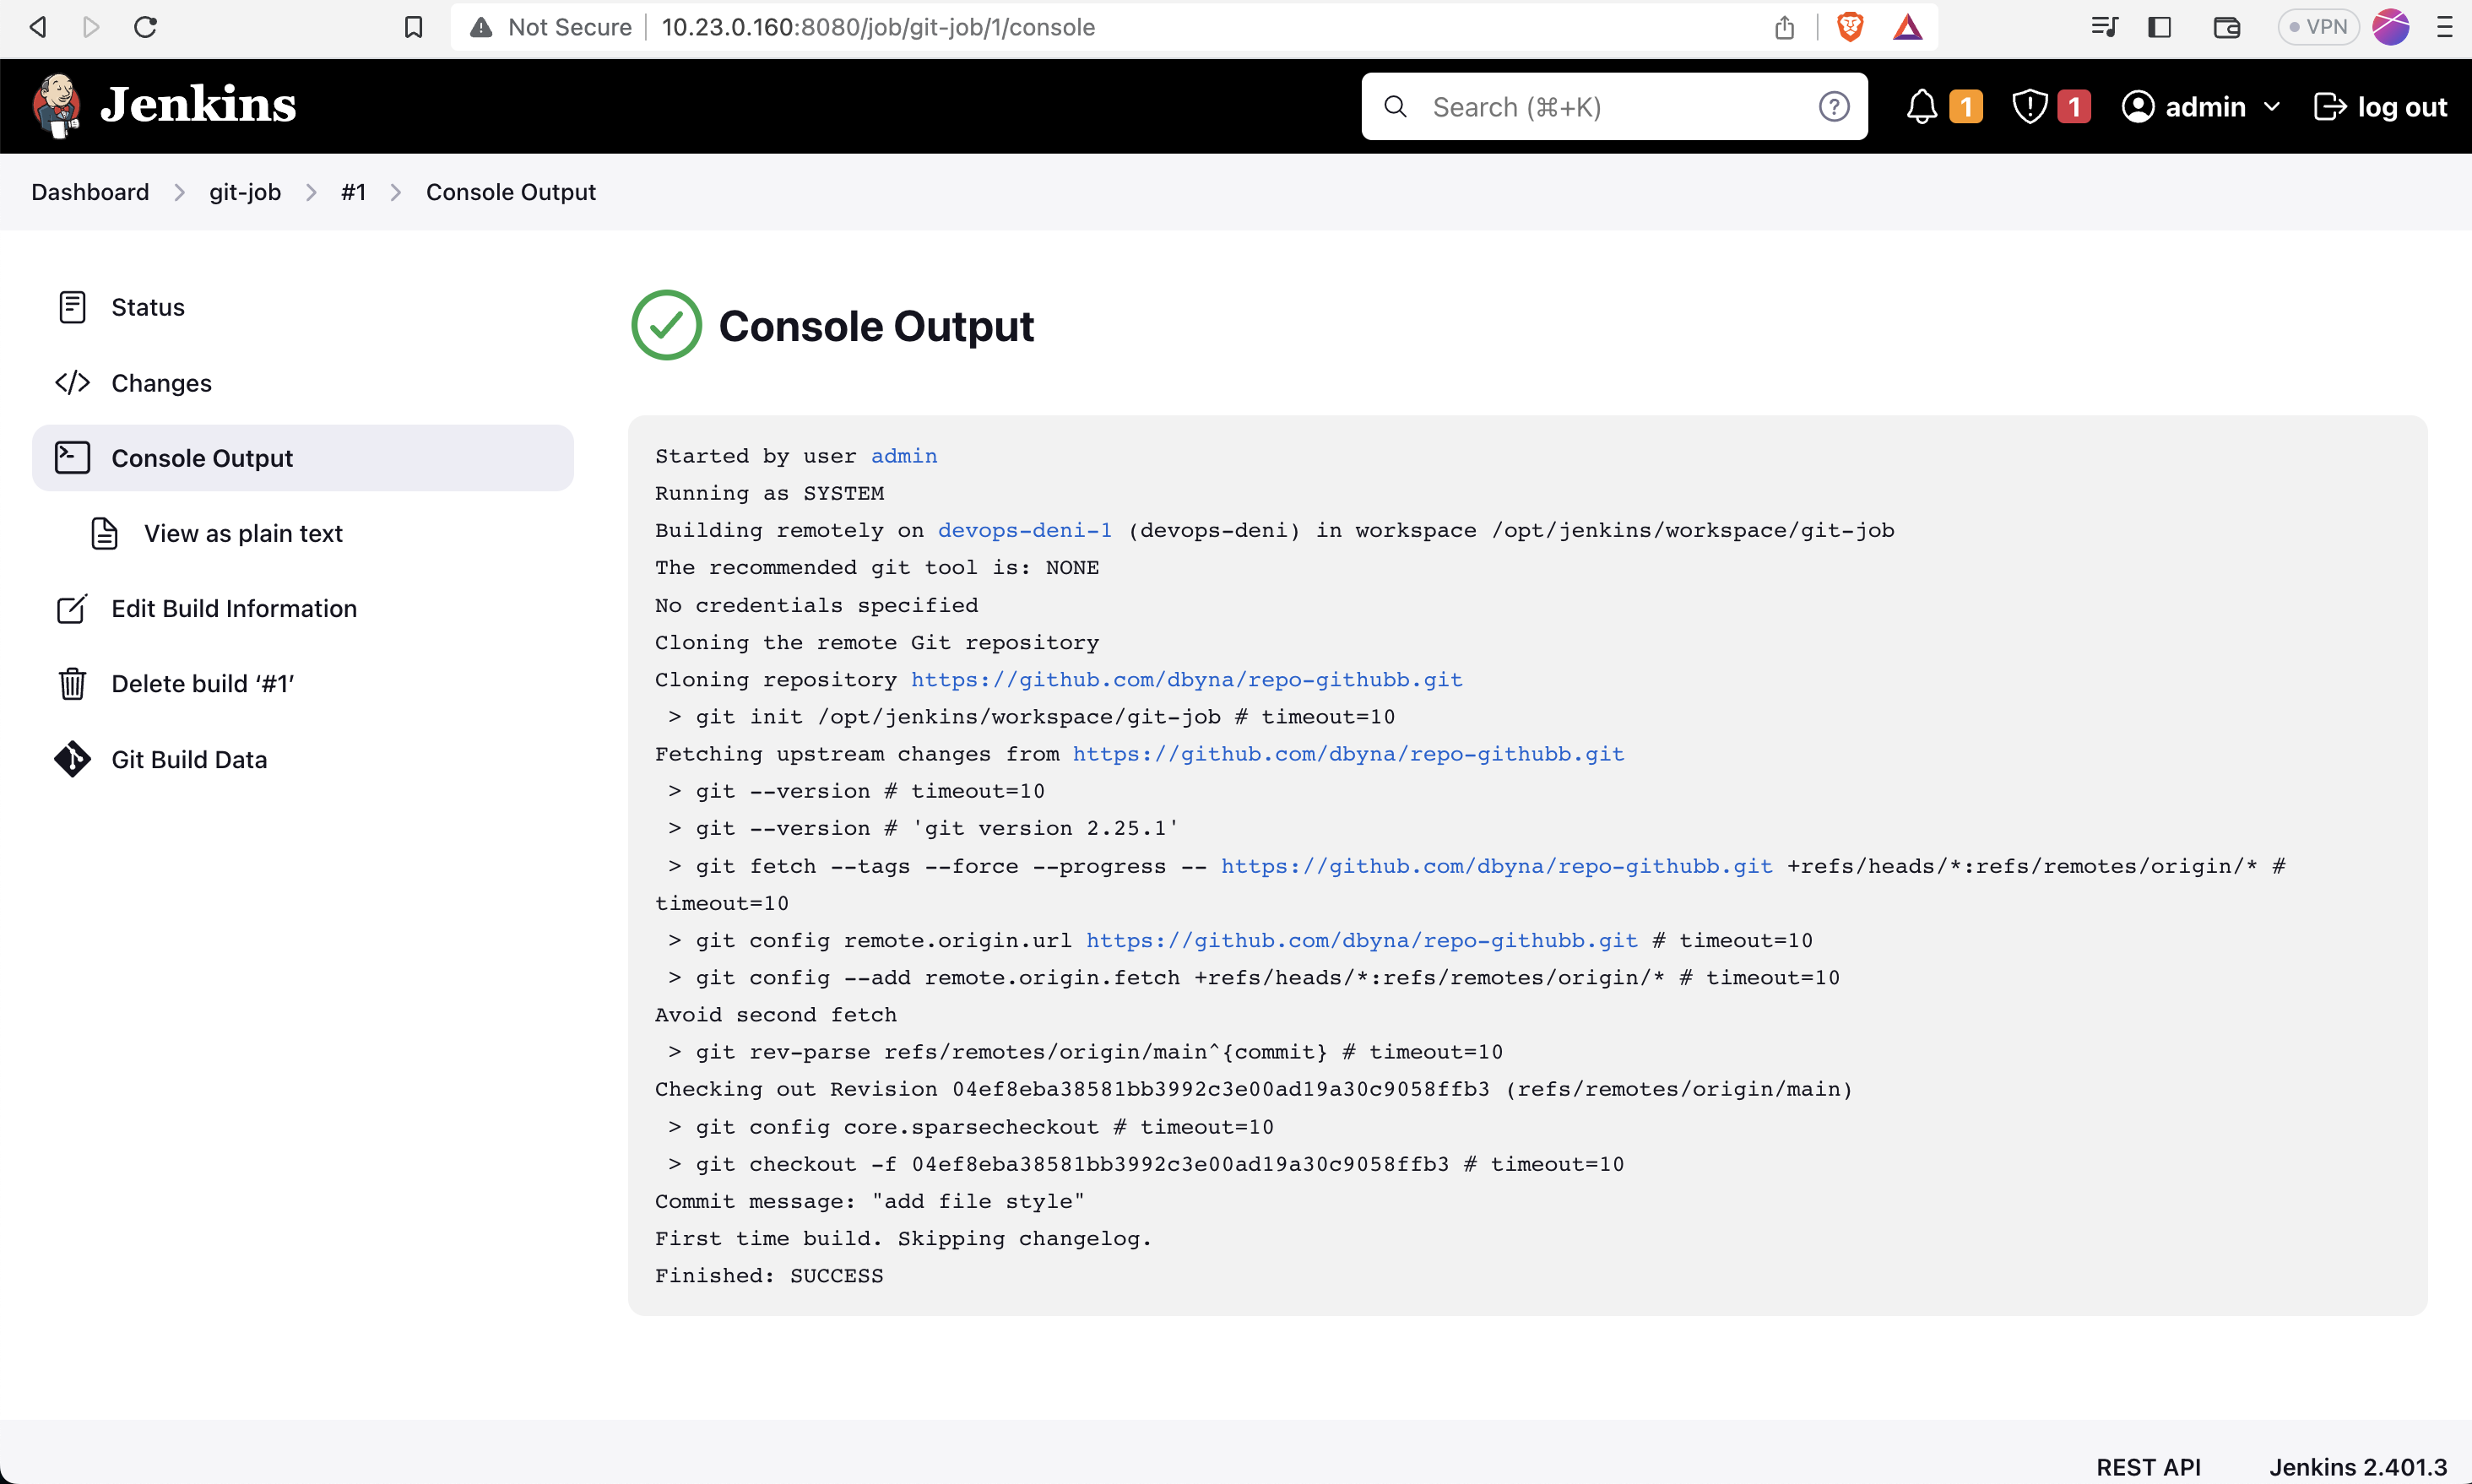 Not Secure 10.23.0.160:8080/job/git-job/1/console
VPN
Jenkins
Search (⌘+K)
1
1
admin
log out
Dashboard
git-job
#1
Console Output
Status
Changes
Console Output
View as plain text
Edit Build Information
Delete build ‘#1’
Git Build Data
Console Output
Started by user admin
Running as SYSTEM
Building remotely on devops-deni-1 (devops-deni) in workspace /opt/jenkins/workspace/git-job
The recommended git tool is: NONE
No credentials specified
Cloning the remote Git repository
Cloning repository https://github.com/dbyna/repo-githubb.git
 > git init /opt/jenkins/workspace/git-job # timeout=10
Fetching upstream changes from https://github.com/dbyna/repo-githubb.git
 > git --version # timeout=10
 > git --version # 'git version 2.25.1'
 > git fetch --tags --force --progress -- https://github.com/dbyna/repo-githubb.git +refs/heads/*:refs/remotes/origin/* #
timeout=10
 > git config remote.origin.url https://github.com/dbyna/repo-githubb.git # timeout=10
 > git config --add remote.origin.fetch +refs/heads/*:refs/remotes/origin/* # timeout=10
Avoid second fetch
 > git rev-parse refs/remotes/origin/main^{commit} # timeout=10
Checking out Revision 04ef8eba38581bb3992c3e00ad19a30c9058ffb3 (refs/remotes/origin/main)
 > git config core.sparsecheckout # timeout=10
 > git checkout -f 04ef8eba38581bb3992c3e00ad19a30c9058ffb3 # timeout=10
Commit message: "add file style"
First time build. Skipping changelog.
Finished: SUCCESS
REST API
Jenkins 2.401.3